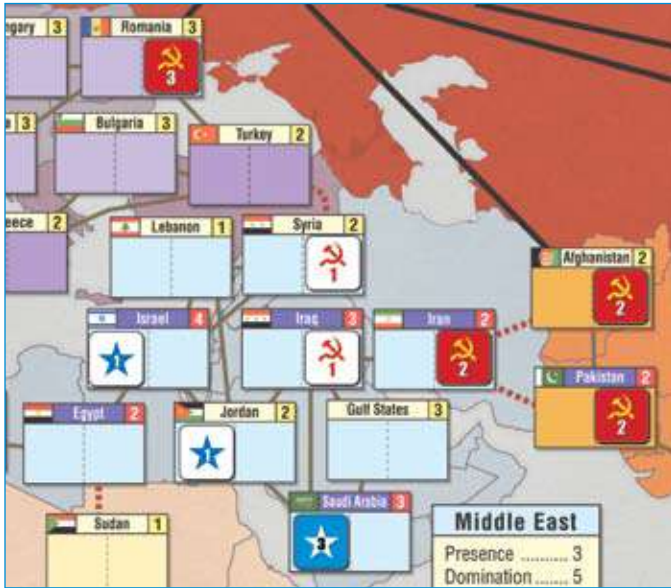 gary 3
Romania 3
3
a 3
Bulgaria 3
Turkey 2
eece 2
Lebanon 1
Syria 2
1
Afghanistan 2
2
Israel 4
1
Iraq 3
1
Iran 2
2
Pakistan 2
2
Egypt 2
Jordan 2
1
Gulf States 3
Saudi Arabia 3
3
Sudan 1
Middle East
Presence .......... 3
Domination ..... 5